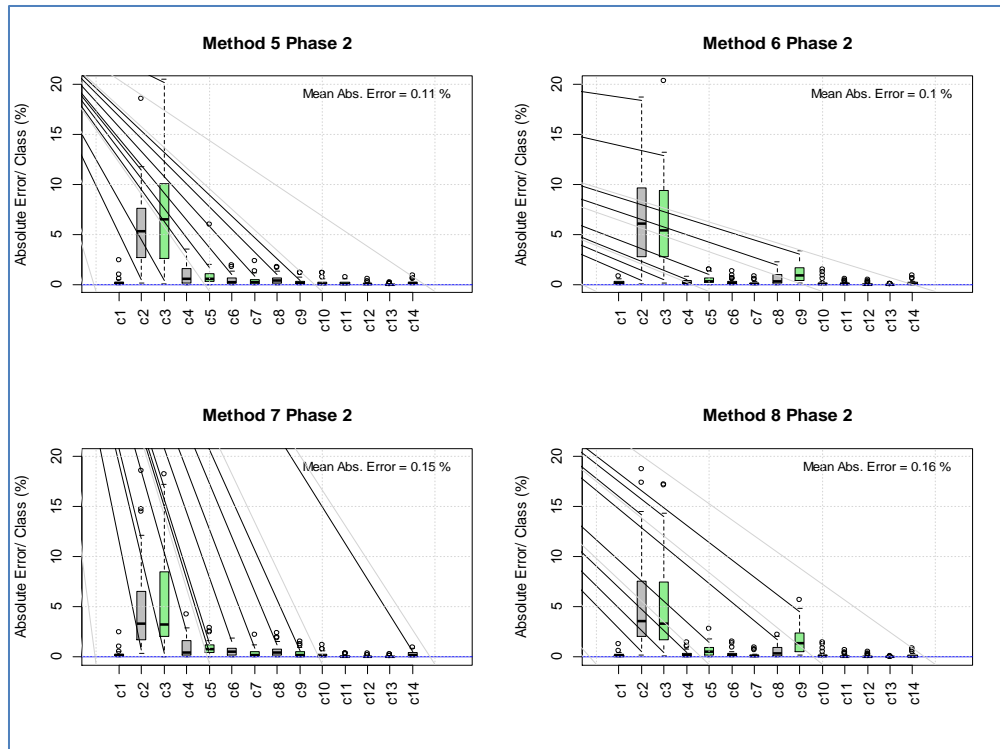 Method 5 Phase 2
Mean Abs. Error = 0.11 %
Absolute Error/ Class (%)
20
15
10
5
0
c1 c2 c3 c4 c5 c6 c7 c8 c9 c10 c11 c12 c13 c14
Method 6 Phase 2
Mean Abs. Error = 0.1 %
Absolute Error/ Class (%)
20
15
10
5
0
c1 c2 c3 c4 c5 c6 c7 c8 c9 c10 c11 c12 c13 c14
Method 7 Phase 2
Mean Abs. Error = 0.15 %
Absolute Error/ Class (%)
20
15
10
5
0
c1 c2 c3 c4 c5 c6 c7 c8 c9 c10 c11 c12 c13 c14
Method 8 Phase 2
Mean Abs. Error = 0.16 %
Absolute Error/ Class (%)
20
15
10
5
0
c1 c2 c3 c4 c5 c6 c7 c8 c9 c10 c11 c12 c13 c14